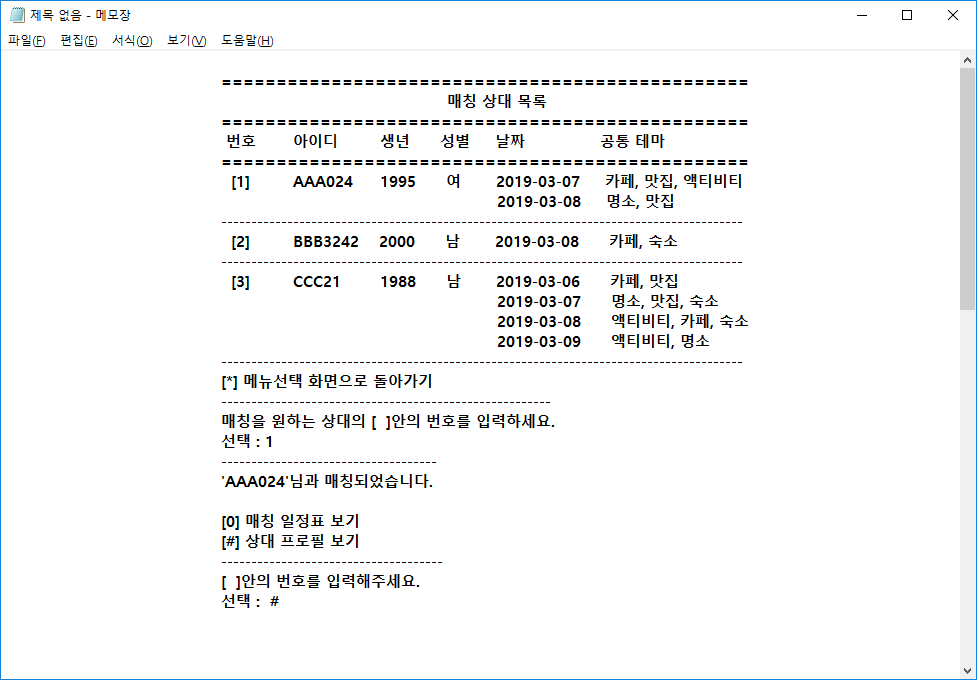 제목 없음 - 메모장
파일(F) 편집(E) 서식(O) 보기(V) 도움말(H)
================================================
매칭 상대 목록
================================================
번호 아이디 생년 성별 날짜 공통 테마
================================================
[1] AAA024 1995 여 2019-03-07 카페, 맛집, 액티비티
2019-03-08 명소, 맛집
---------------------------------------------------------------------------------------
[2] BBB3242 2000 남 2019-03-08 카페, 숙소
---------------------------------------------------------------------------------------
[3] CCC21 1988 남 2019-03-06 카페, 맛집
2019-03-07 명소, 맛집, 숙소
2019-03-08 액티비티, 카페, 숙소
2019-03-09 액티비티, 명소
---------------------------------------------------------------------------------------
[*] 메뉴선택 화면으로 돌아가기
-------------------------------------------------------
매칭을 원하는 상대의 [ ]안의 번호를 입력하세요.
선택 : 1
------------------------------------
'AAA024'님과 매칭되었습니다.
[0] 매칭 일정표 보기
[#] 상대 프로필 보기
-------------------------------------
[ ]안의 번호를 입력해주세요.
선택 : #